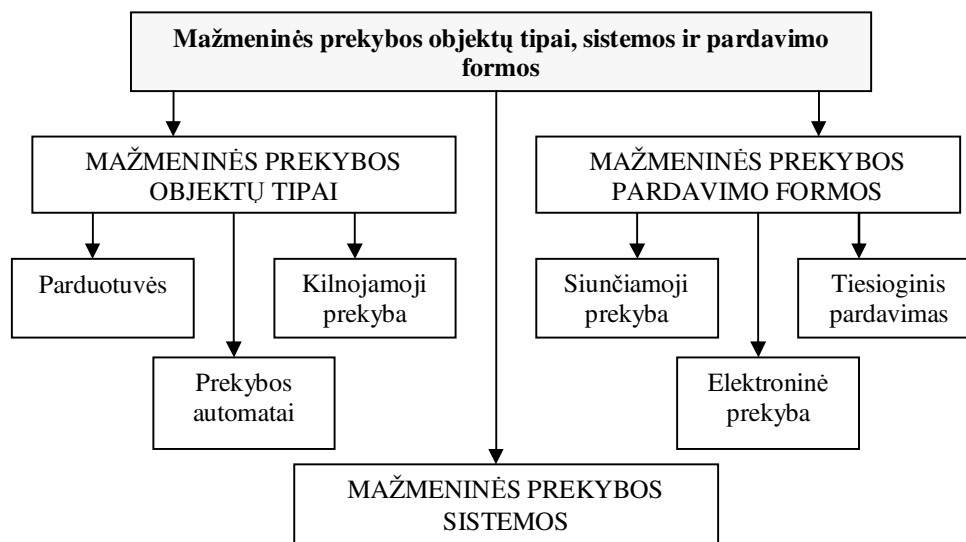 Mažmeninės prekybos objektų tipai, sistemos ir pardavimo
formos
MAŽMENINĖS PREKYBOS
OBJEKTŲ TIPAI
MAŽMENINĖS PREKYBOS
PARDAVIMO FORMOS
Parduotuvės
Kilnojamoji
prekyba
Siunčiamoji
prekyba
Tiesioginis
pardavimas
Prekybos
automatai
Elektroninė
prekyba
MAŽMENINĖS PREKYBOS
SISTEMOS